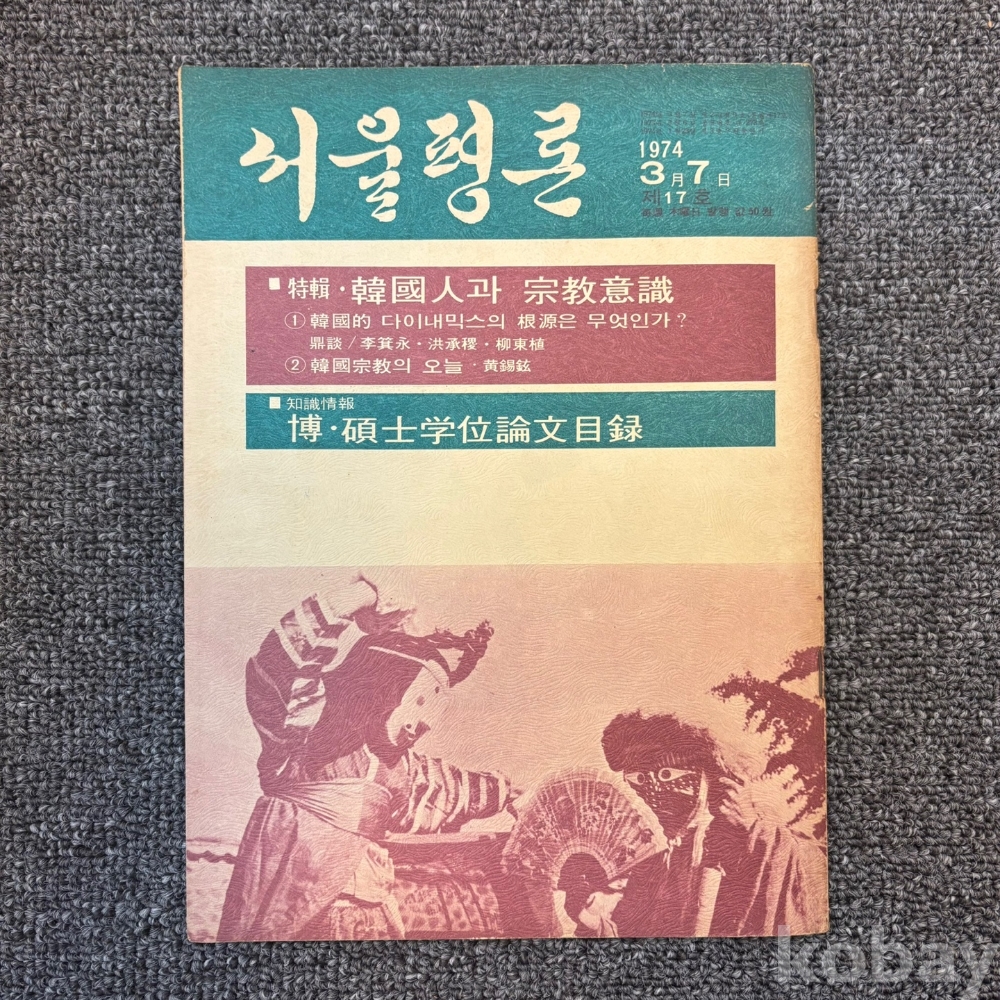 서울평론
1974
3月7日
제17호
■ 特輯·韓國人과 宗教意識
① 韓國的 다이내믹스의 根源은 무엇인가?
鼎談/李箕永·洪承稷·柳東植
② 韓國宗教의 오늘·黄錫鉉
■ 知識情報
博·碩士学位論文目録
kobay